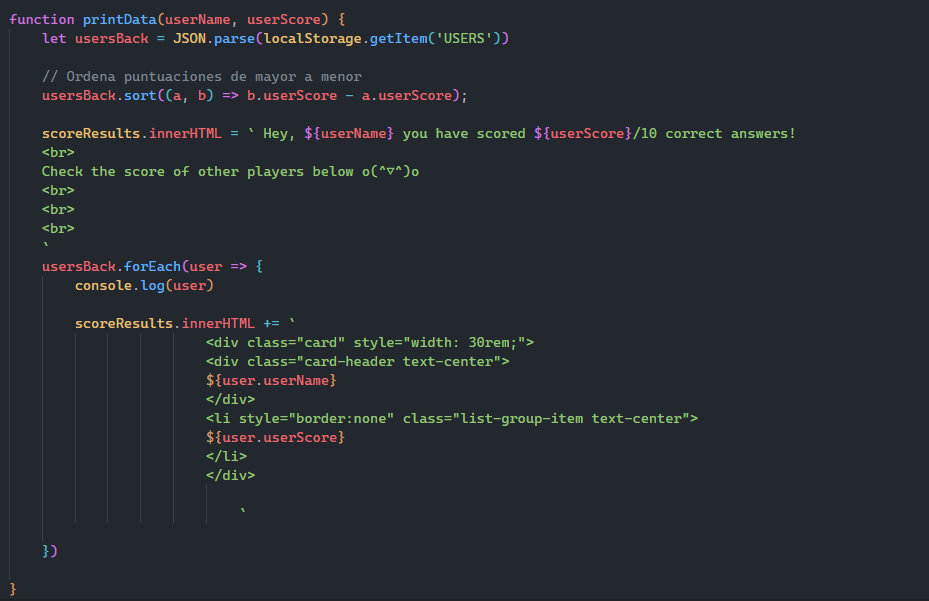 function printData(userName, userScore) {
let usersBack = JSON.parse(localStorage.getItem('USERS'))
// Ordena puntuaciones de mayor a menor
usersBack.sort((a, b) => b.userScore - a.userScore);
scoreResults.innerHTML = ` Hey, ${userName} you have scored ${userScore}/10 correct answers!
<br>
Check the score of other players below o(^▽^)o
<br>
<br>
<br>
`
usersBack.forEach(user => {
console.log(user)
scoreResults.innerHTML += `
<div class="card" style="width: 30rem;">
<div class="card-header text-center">
${user.userName}
</div>
<li style="border:none" class="list-group-item text-center">
${user.userScore}
</li>
</div>
`
})
}